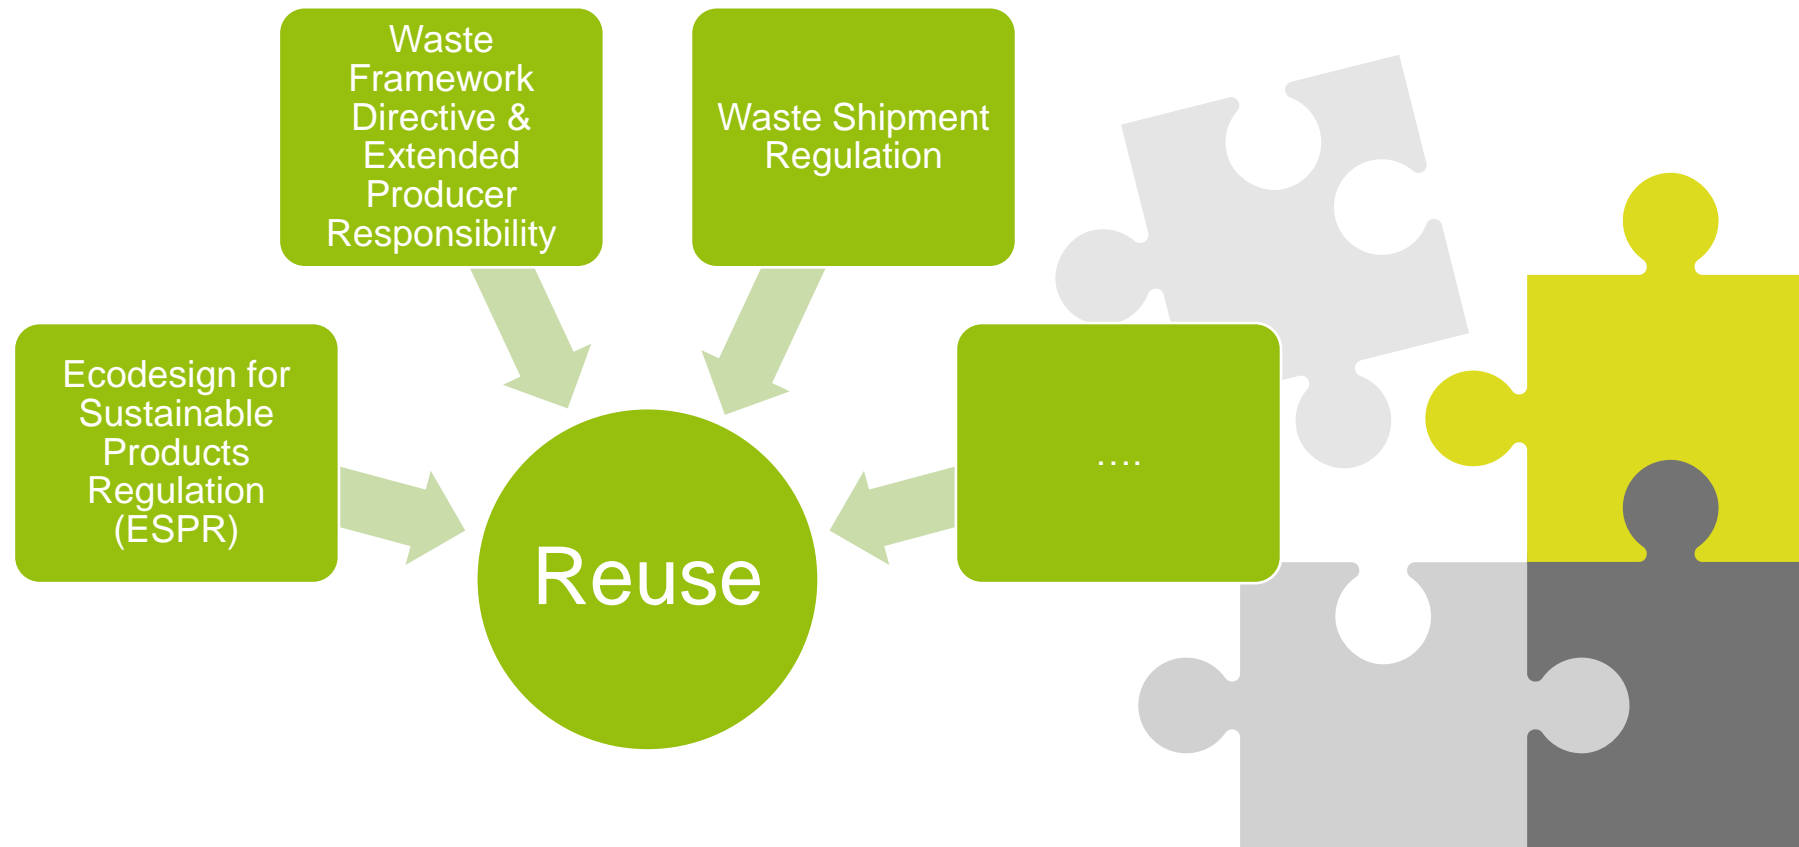 Waste
Framework
Directive &
Extended
Producer
Responsibility
Waste Shipment
Regulation
Ecodesign for
Sustainable
Products
Regulation
(ESPR)
....
Reuse